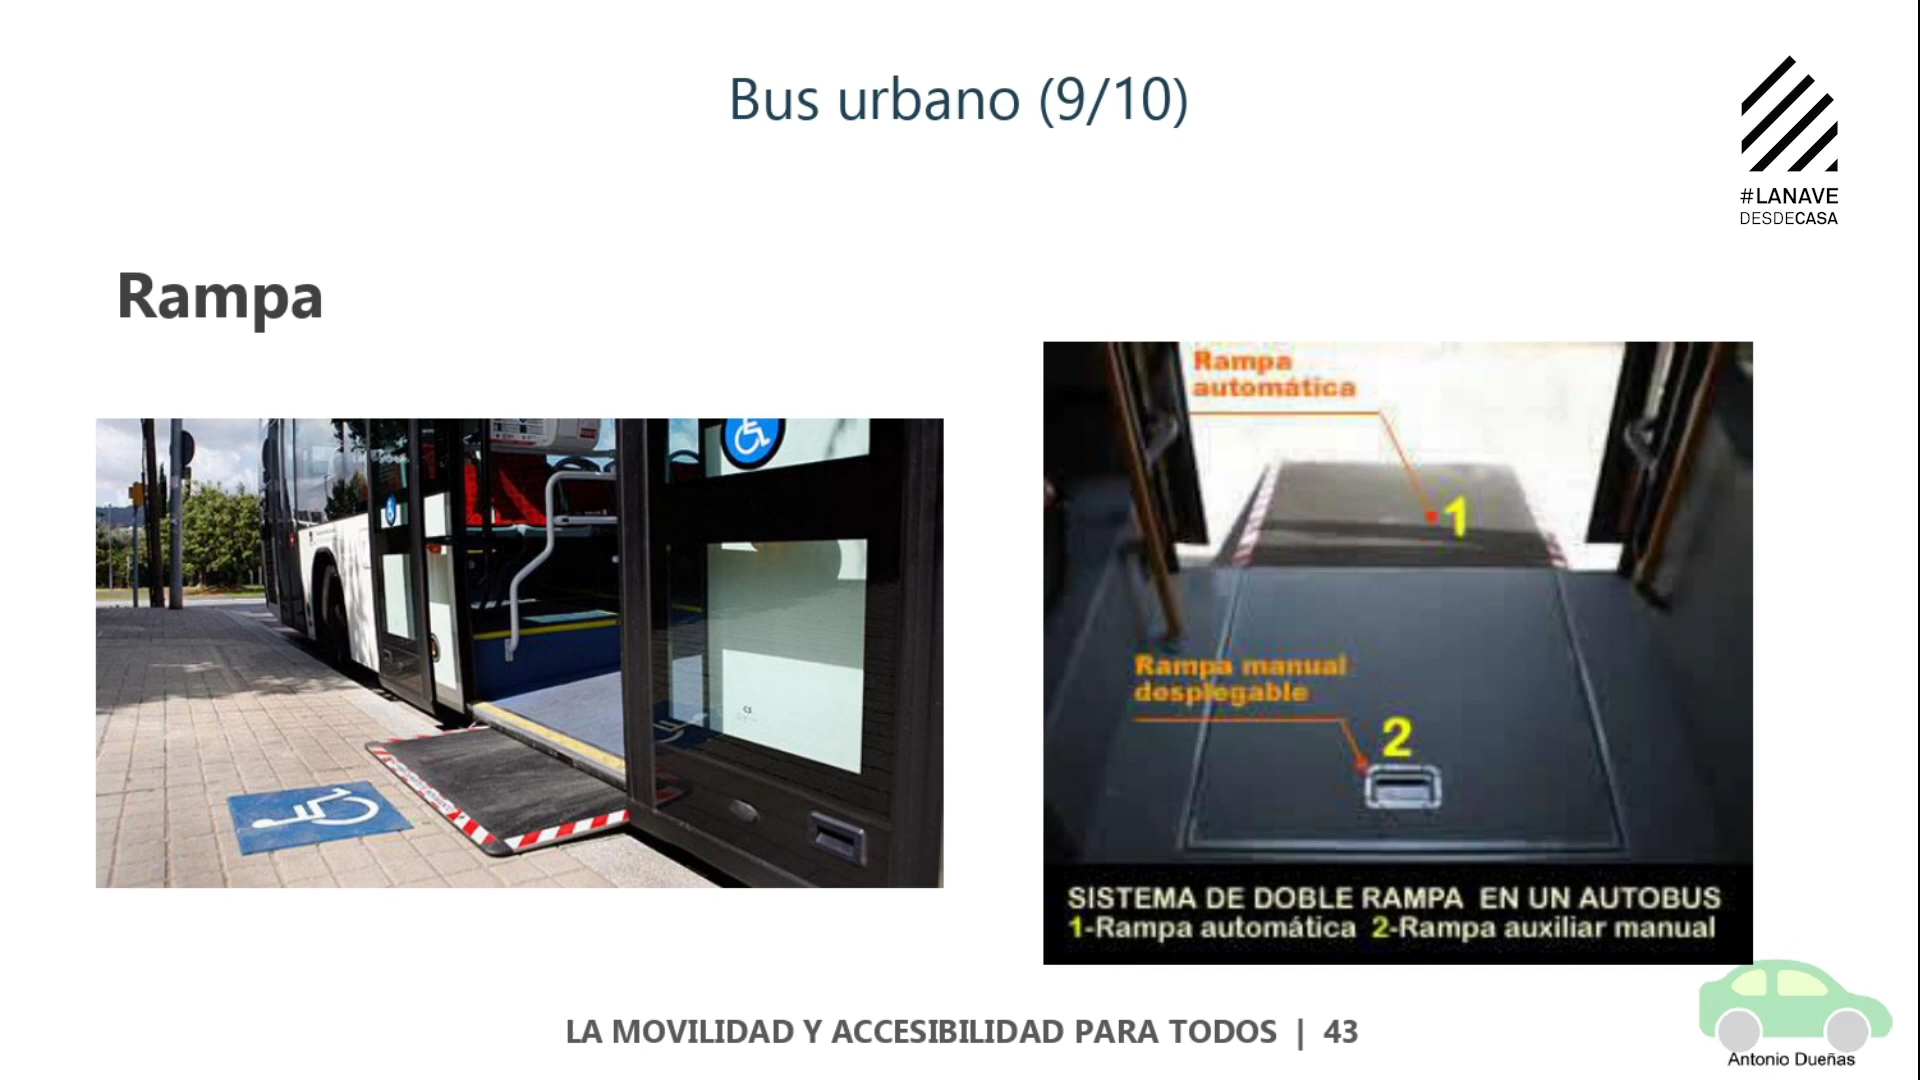 Bus urbano (9/10)
#LANAVE
DESDECASA
Rampa
Rampa
automática
1
Rampa manual
desplegable
2
SISTEMA DE DOBLE RAMPA EN UN AUTOBUS
1-Rampa automática 2-Rampa auxiliar manual
LA MOVILIDAD Y ACCESIBILIDAD PARA TODOS | 43
Antonio Dueñas